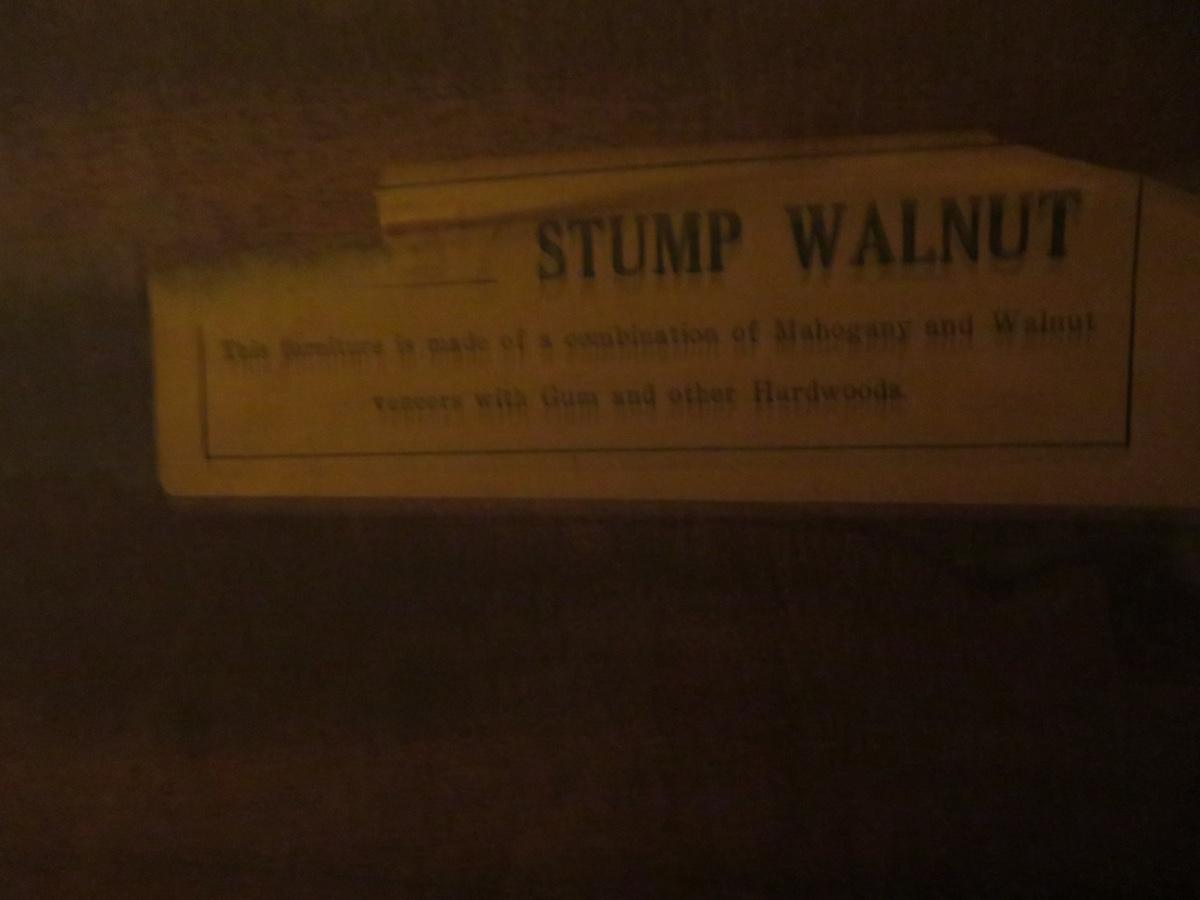 STUMP WALNUT
This furniture is made of a combination of Mahogany and Walnut
veneers with Gum and other Hardwoods.